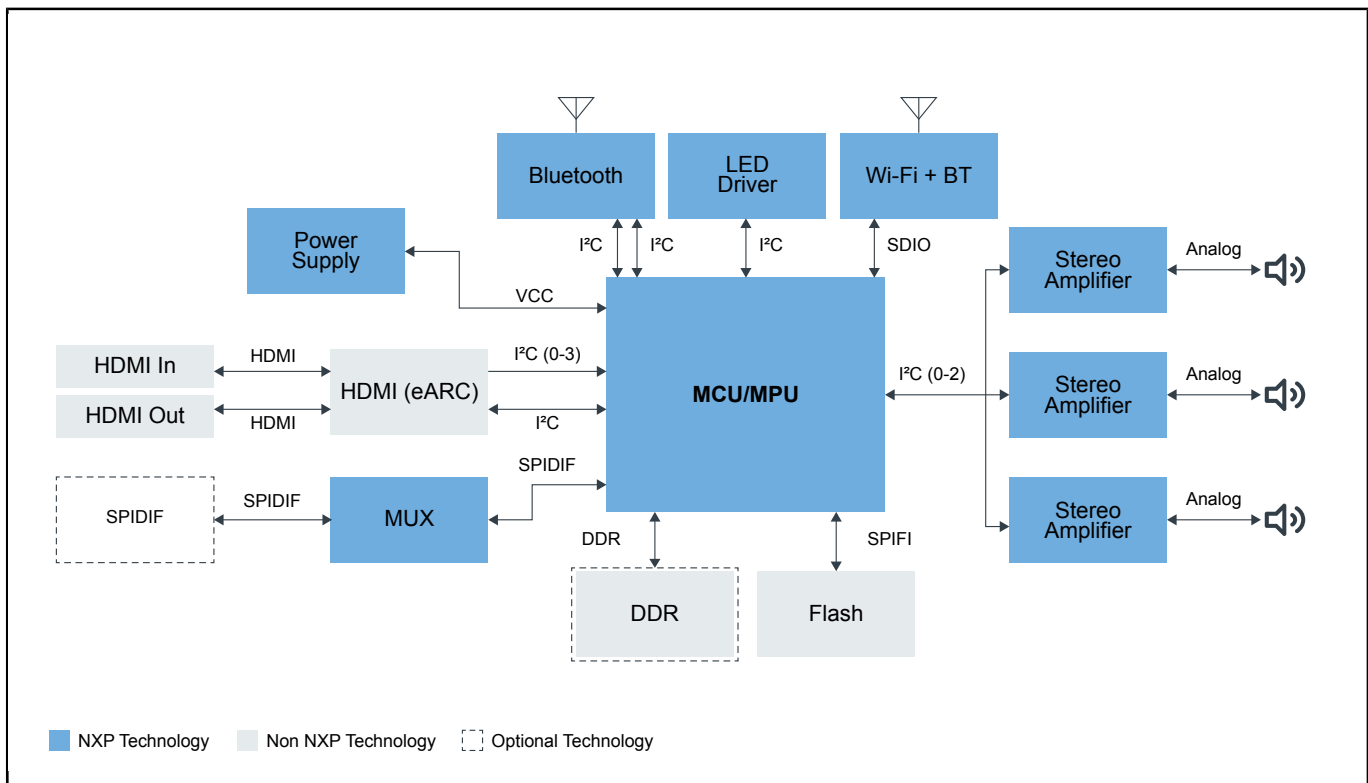 Bluetooth
LED
Driver
Wi-Fi + BT
Power
Supply
I²C
I²C
I²C
SDIO
Stereo
Amplifier
Analog
VCC
HDMI In
HDMI
HDMI (eARC)
I²C (0-3)
MCU/MPU
I²C (0-2)
Stereo
Amplifier
Analog
HDMI Out
HDMI
I²C
SPIDIF
SPIDIF
SPIDIF
MUX
Stereo
Amplifier
Analog
DDR
SPIFI
DDR
Flash
NXP Technology
Non NXP Technology
Optional Technology